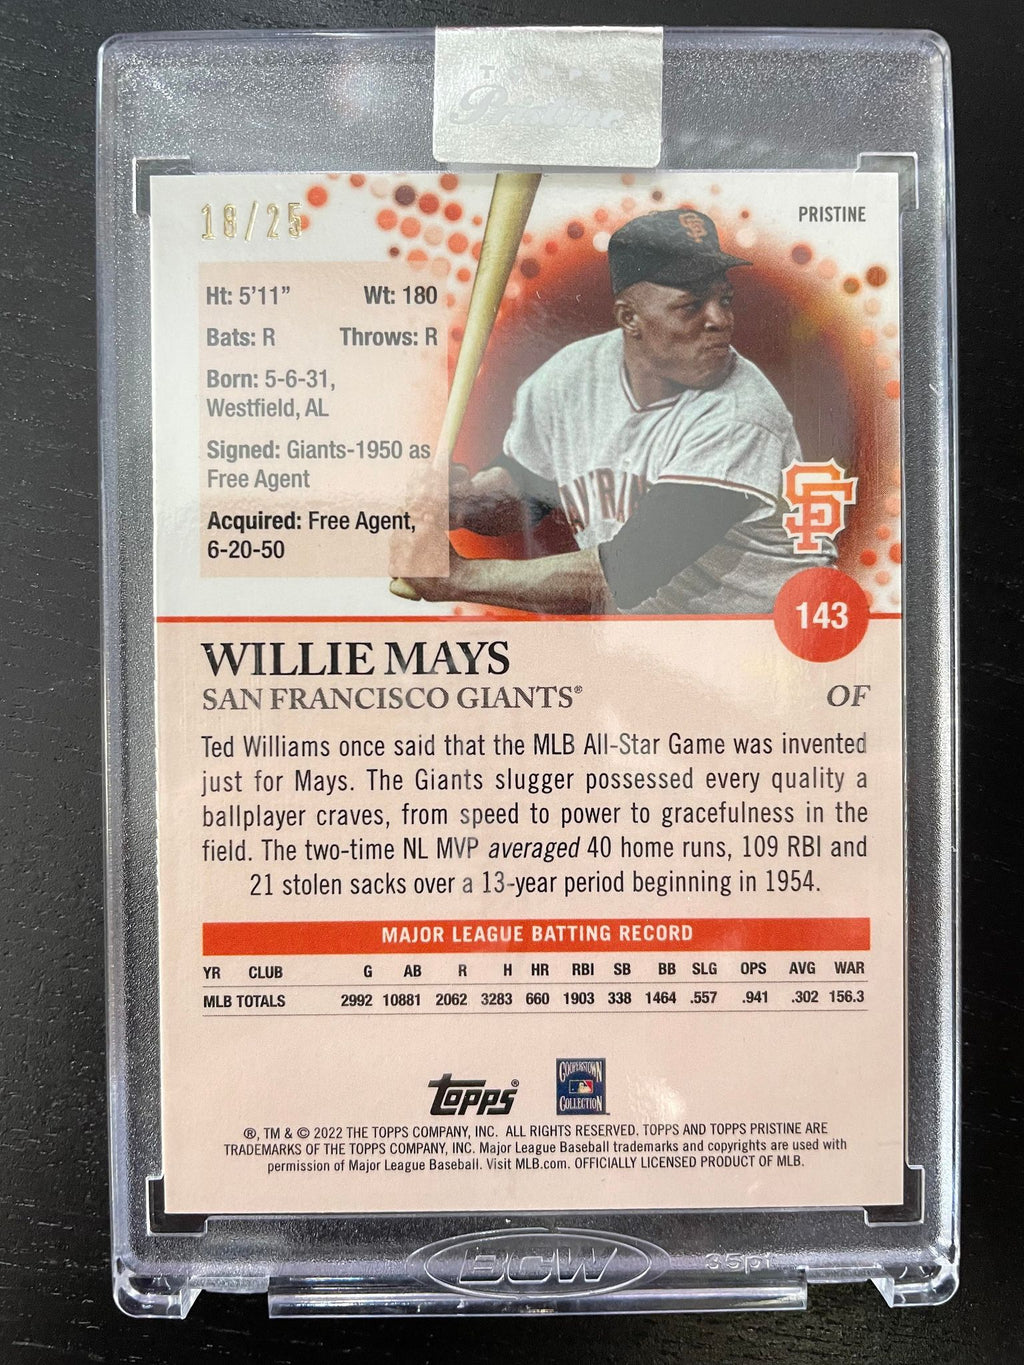 TOPPS
Pristine
18/25
PRISTINE
Ht: 5'11" Wt: 180
Bats: R Throws: R
Born: 5-6-31,
Westfield, AL
Signed: Giants-1950 as
Free Agent
Acquired: Free Agent,
6-20-50
SF
SF
143
WILLIE MAYS
SAN FRANCISCO GIANTS®
OF
Ted Williams once said that the MLB All-Star Game was invented
just for Mays. The Giants slugger possessed every quality a
ballplayer craves, from speed to power to gracefulness in the
field. The two-time NL MVP averaged 40 home runs, 109 RBI and
21 stolen sacks over a 13-year period beginning in 1954.
MAJOR LEAGUE BATTING RECORD
YR CLUB G AB R H HR RBI SB BB SLG OPS AVG WAR
MLB TOTALS 2992 10881 2062 3283 660 1903 338 1464 .557 .941 .302 156.3
topps®
COOPERSTOWN
COLLECTION
®, TM & © 2022 THE TOPPS COMPANY, INC. ALL RIGHTS RESERVED. TOPPS AND TOPPS PRISTINE ARE
TRADEMARKS OF THE TOPPS COMPANY, INC. Major League Baseball trademarks and copyrights are used with
permission of Major League Baseball. Visit MLB.com. OFFICIALLY LICENSED PRODUCT OF MLB.
BCW
35pt